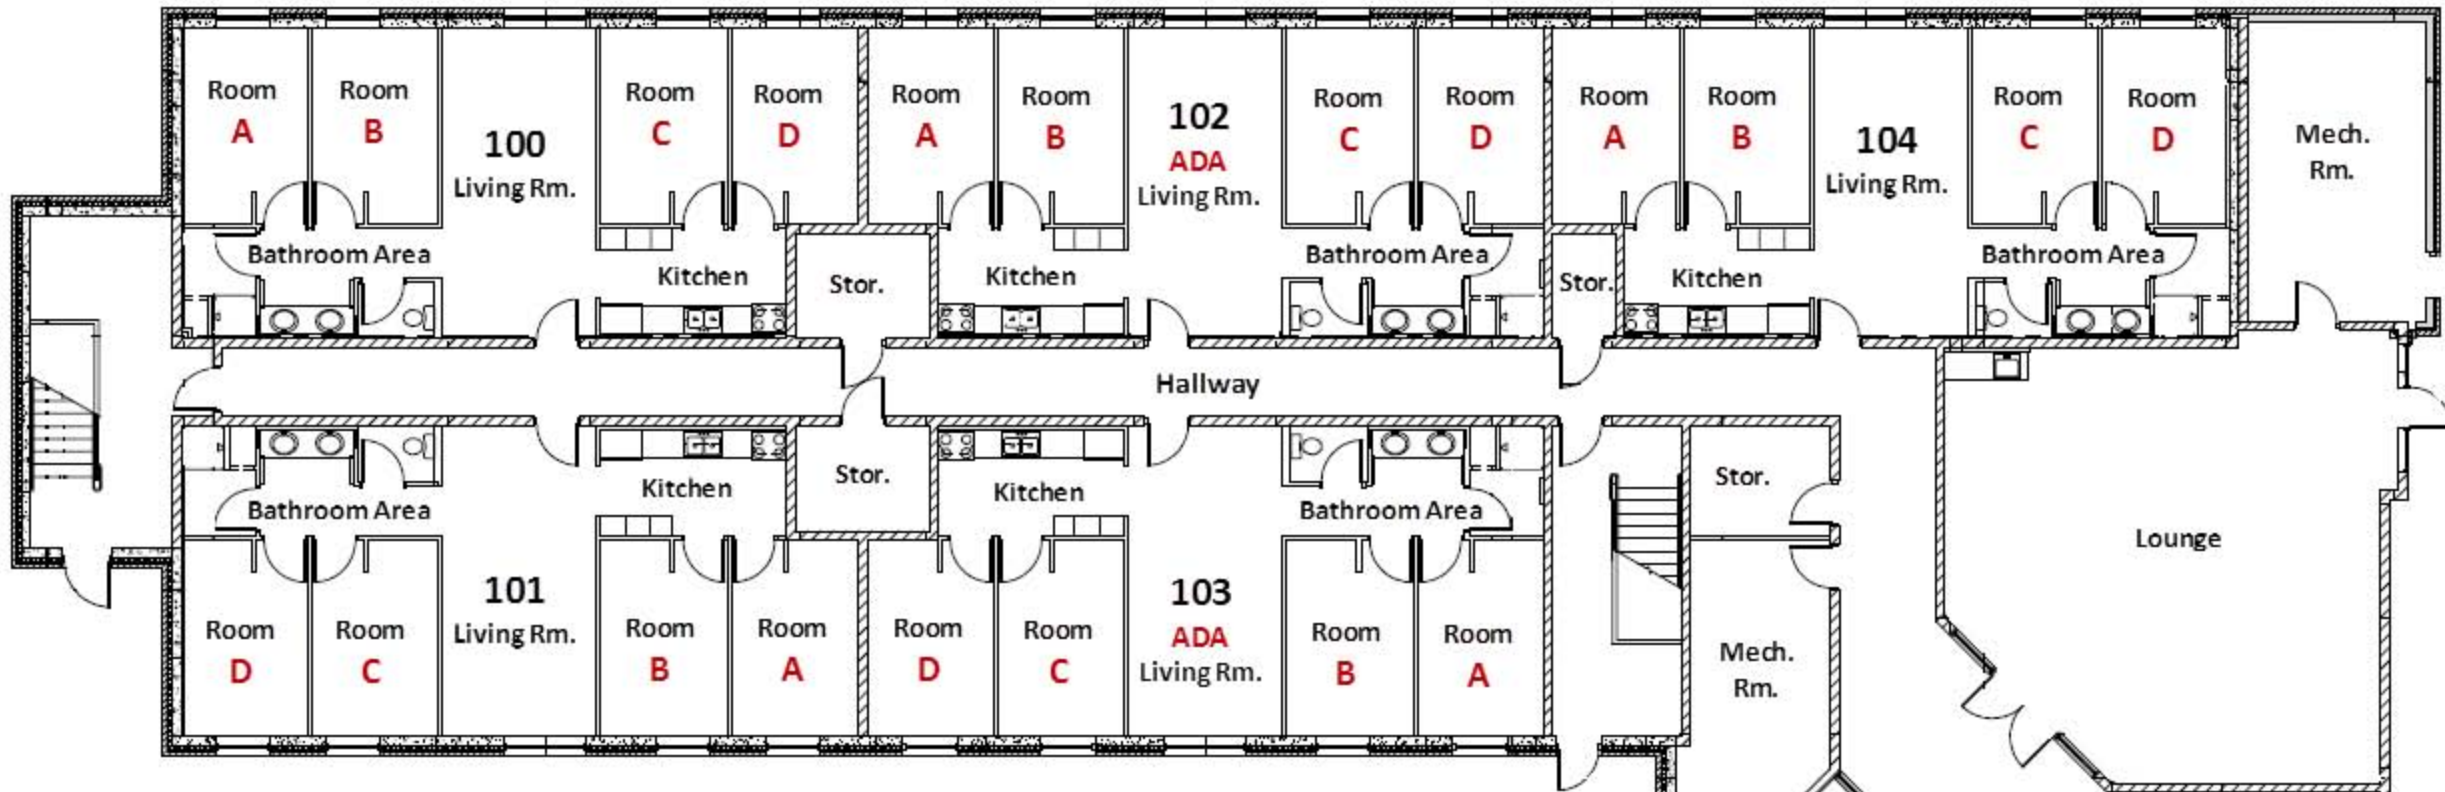 Room
A
Room
B
100
Living Rm.
Room
C
Room
D
Bathroom Area
Kitchen
Stor.
Room
A
Room
B
102
ADA
Living Rm.
Room
C
Room
D
Kitchen
Bathroom Area
Stor.
Room
A
Room
B
104
Living Rm.
Room
C
Room
D
Kitchen
Bathroom Area
Mech.
Rm.
Hallway
Bathroom Area
Kitchen
Room
D
Room
C
101
Living Rm.
Room
B
Room
A
Stor.
Kitchen
Bathroom Area
Room
D
Room
C
103
ADA
Living Rm.
Room
B
Room
A
Stor.
Mech.
Rm.
Lounge